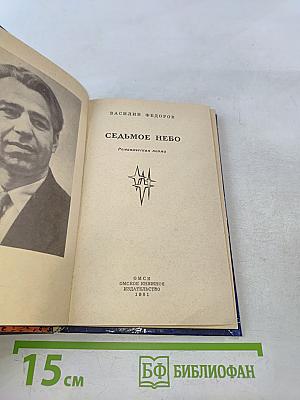 ВАСИЛИЙ ФЕДОРОВ
СЕДЬМОЕ НЕБО
Романтическая поэма
ОМСК
ОМСКОЕ КНИЖНОЕ
ИЗДАТЕЛЬСТВО
1981
15 см
БФ БИБЛИОФАН